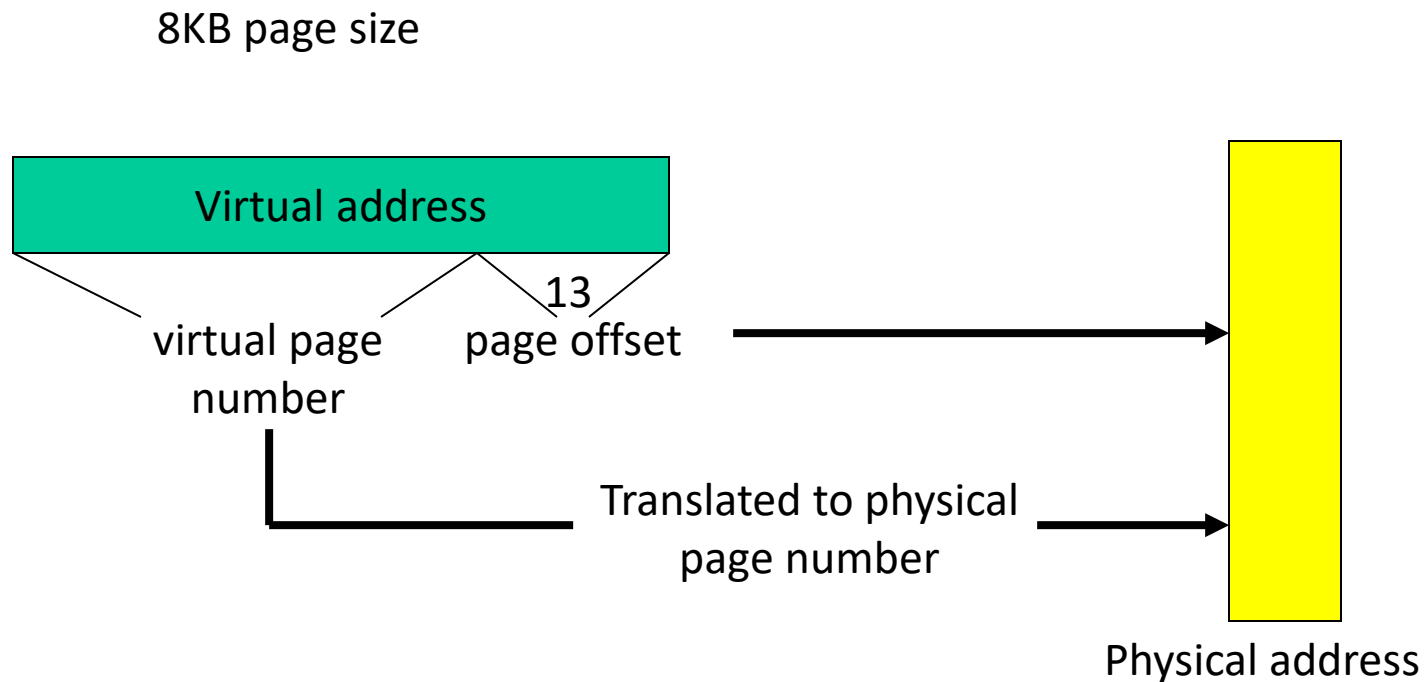 8KB page size
Virtual address
13
virtual page
number
page offset
Translated to physical
page number
Physical address